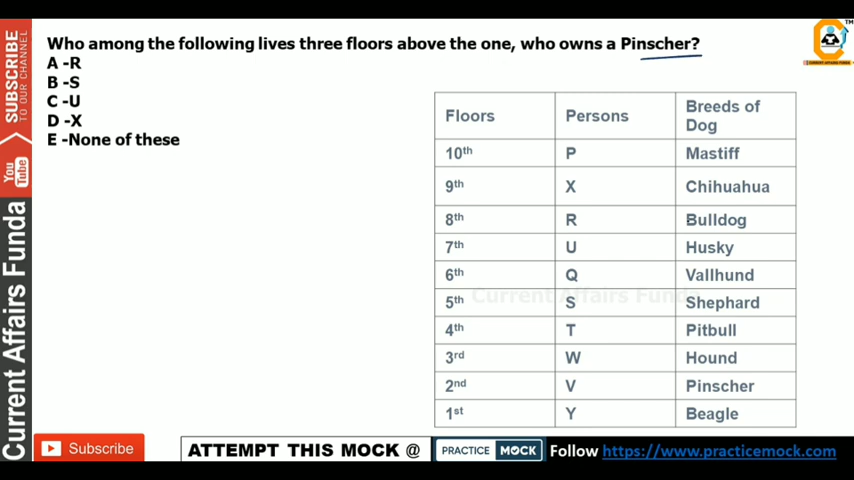 Who among the following lives three floors above the one, who owns a Pinscher?
A -R
B -S
C -U
D -X
E -None of these
Floors Persons Breeds of Dog
10th P Mastiff
9th X Chihuahua
8th R Bulldog
7th U Husky
6th Q Vallhund
5th S Shephard
4th T Pitbull
3rd W Hound
2nd V Pinscher
1st Y Beagle
Current Affairs Funda
SUBSCRIBE
TO OUR CHANNEL
You
Tube
Current Affairs Funda
CURRENT AFFAIRS FUNDA
TM
Subscribe
ATTEMPT THIS MOCK @ PRACTICE MOCK Follow https://www.practicemock.com